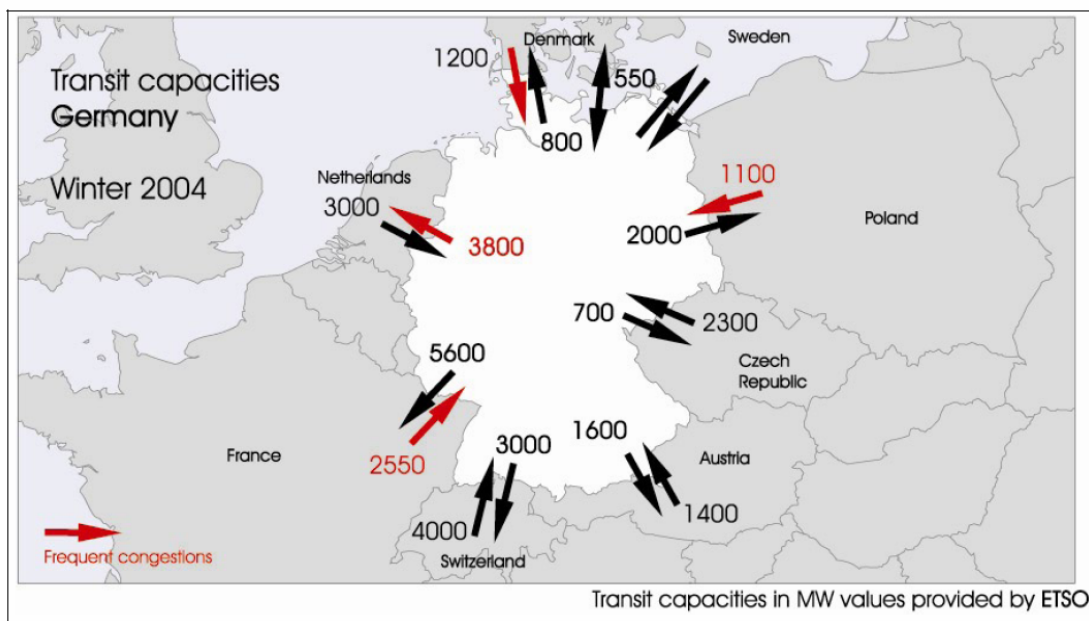 Transit capacities
Germany
Winter 2004
1200
Denmark
Sweden
550
800
Netherlands
3000
3800
1100
2000
Poland
700
2300
Czech
Republic
5600
2550
France
3000
4000
Switzerland
1600
Austria
1400
Frequent congestions
Transit capacities in MW values provided by ETSO